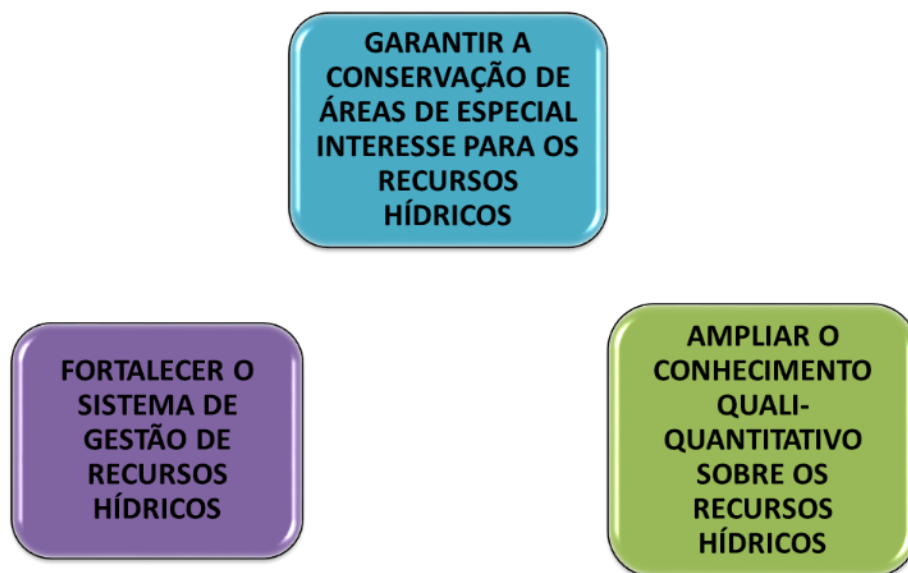 GARANTIR A
CONSERVAÇÃO DE
ÁREAS DE ESPECIAL
INTERESSE PARA OS
RECURSOS
HÍDRICOS
FORTALECER O
SISTEMA DE
GESTÃO DE
RECURSOS
HÍDRICOS
AMPLIAR O
CONHECIMENTO
QUALI-
QUANTITATIVO
SOBRE OS
RECURSOS
HÍDRICOS